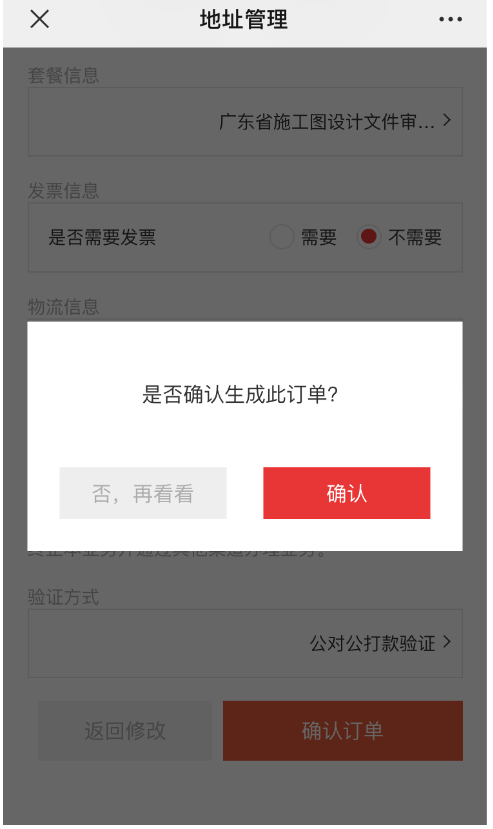 地址管理
套餐信息
广东省施工图设计文件审…
发票信息
是否需要发票 需要 不需要
物流信息
是否确认生成此订单?
否，再看看 确认
验证方式
公对公打款验证
返回修改 确认订单